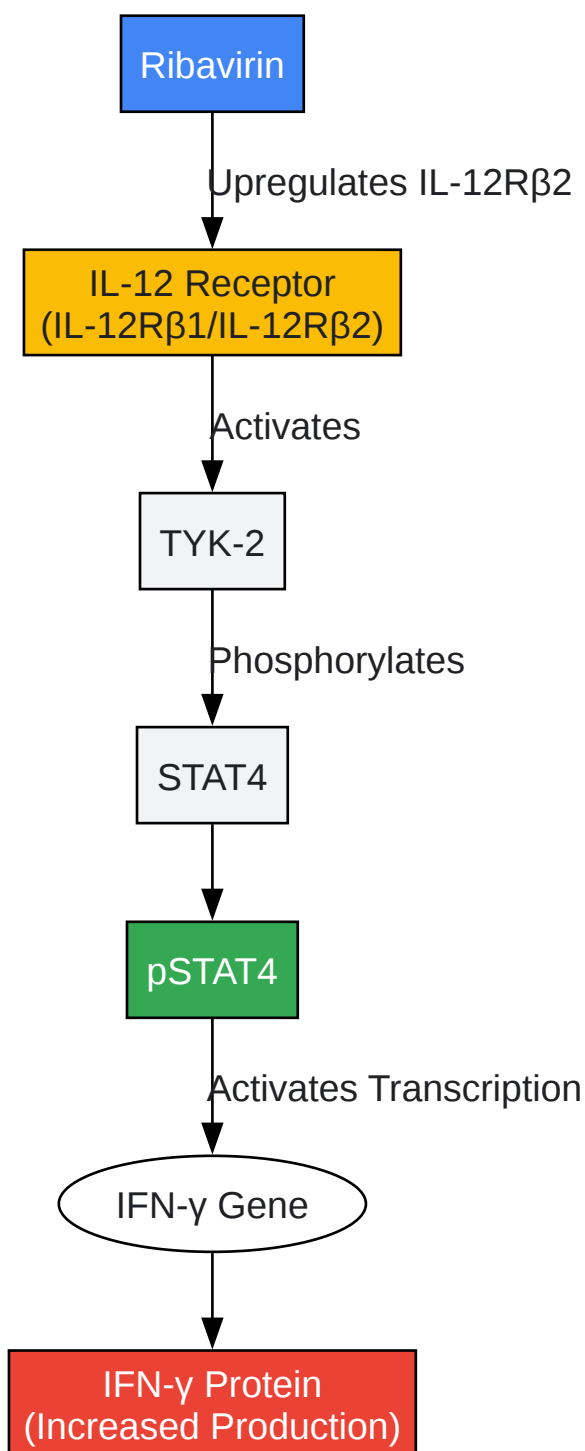 Ribavirin
Upregulates IL-12Rβ2
IL-12 Receptor
(IL-12Rβ1/IL-12Rβ2)
Activates
TYK-2
Phosphorylates
STAT4
pSTAT4
Activates Transcription
IFN-γ Gene
IFN-γ Protein
(Increased Production)